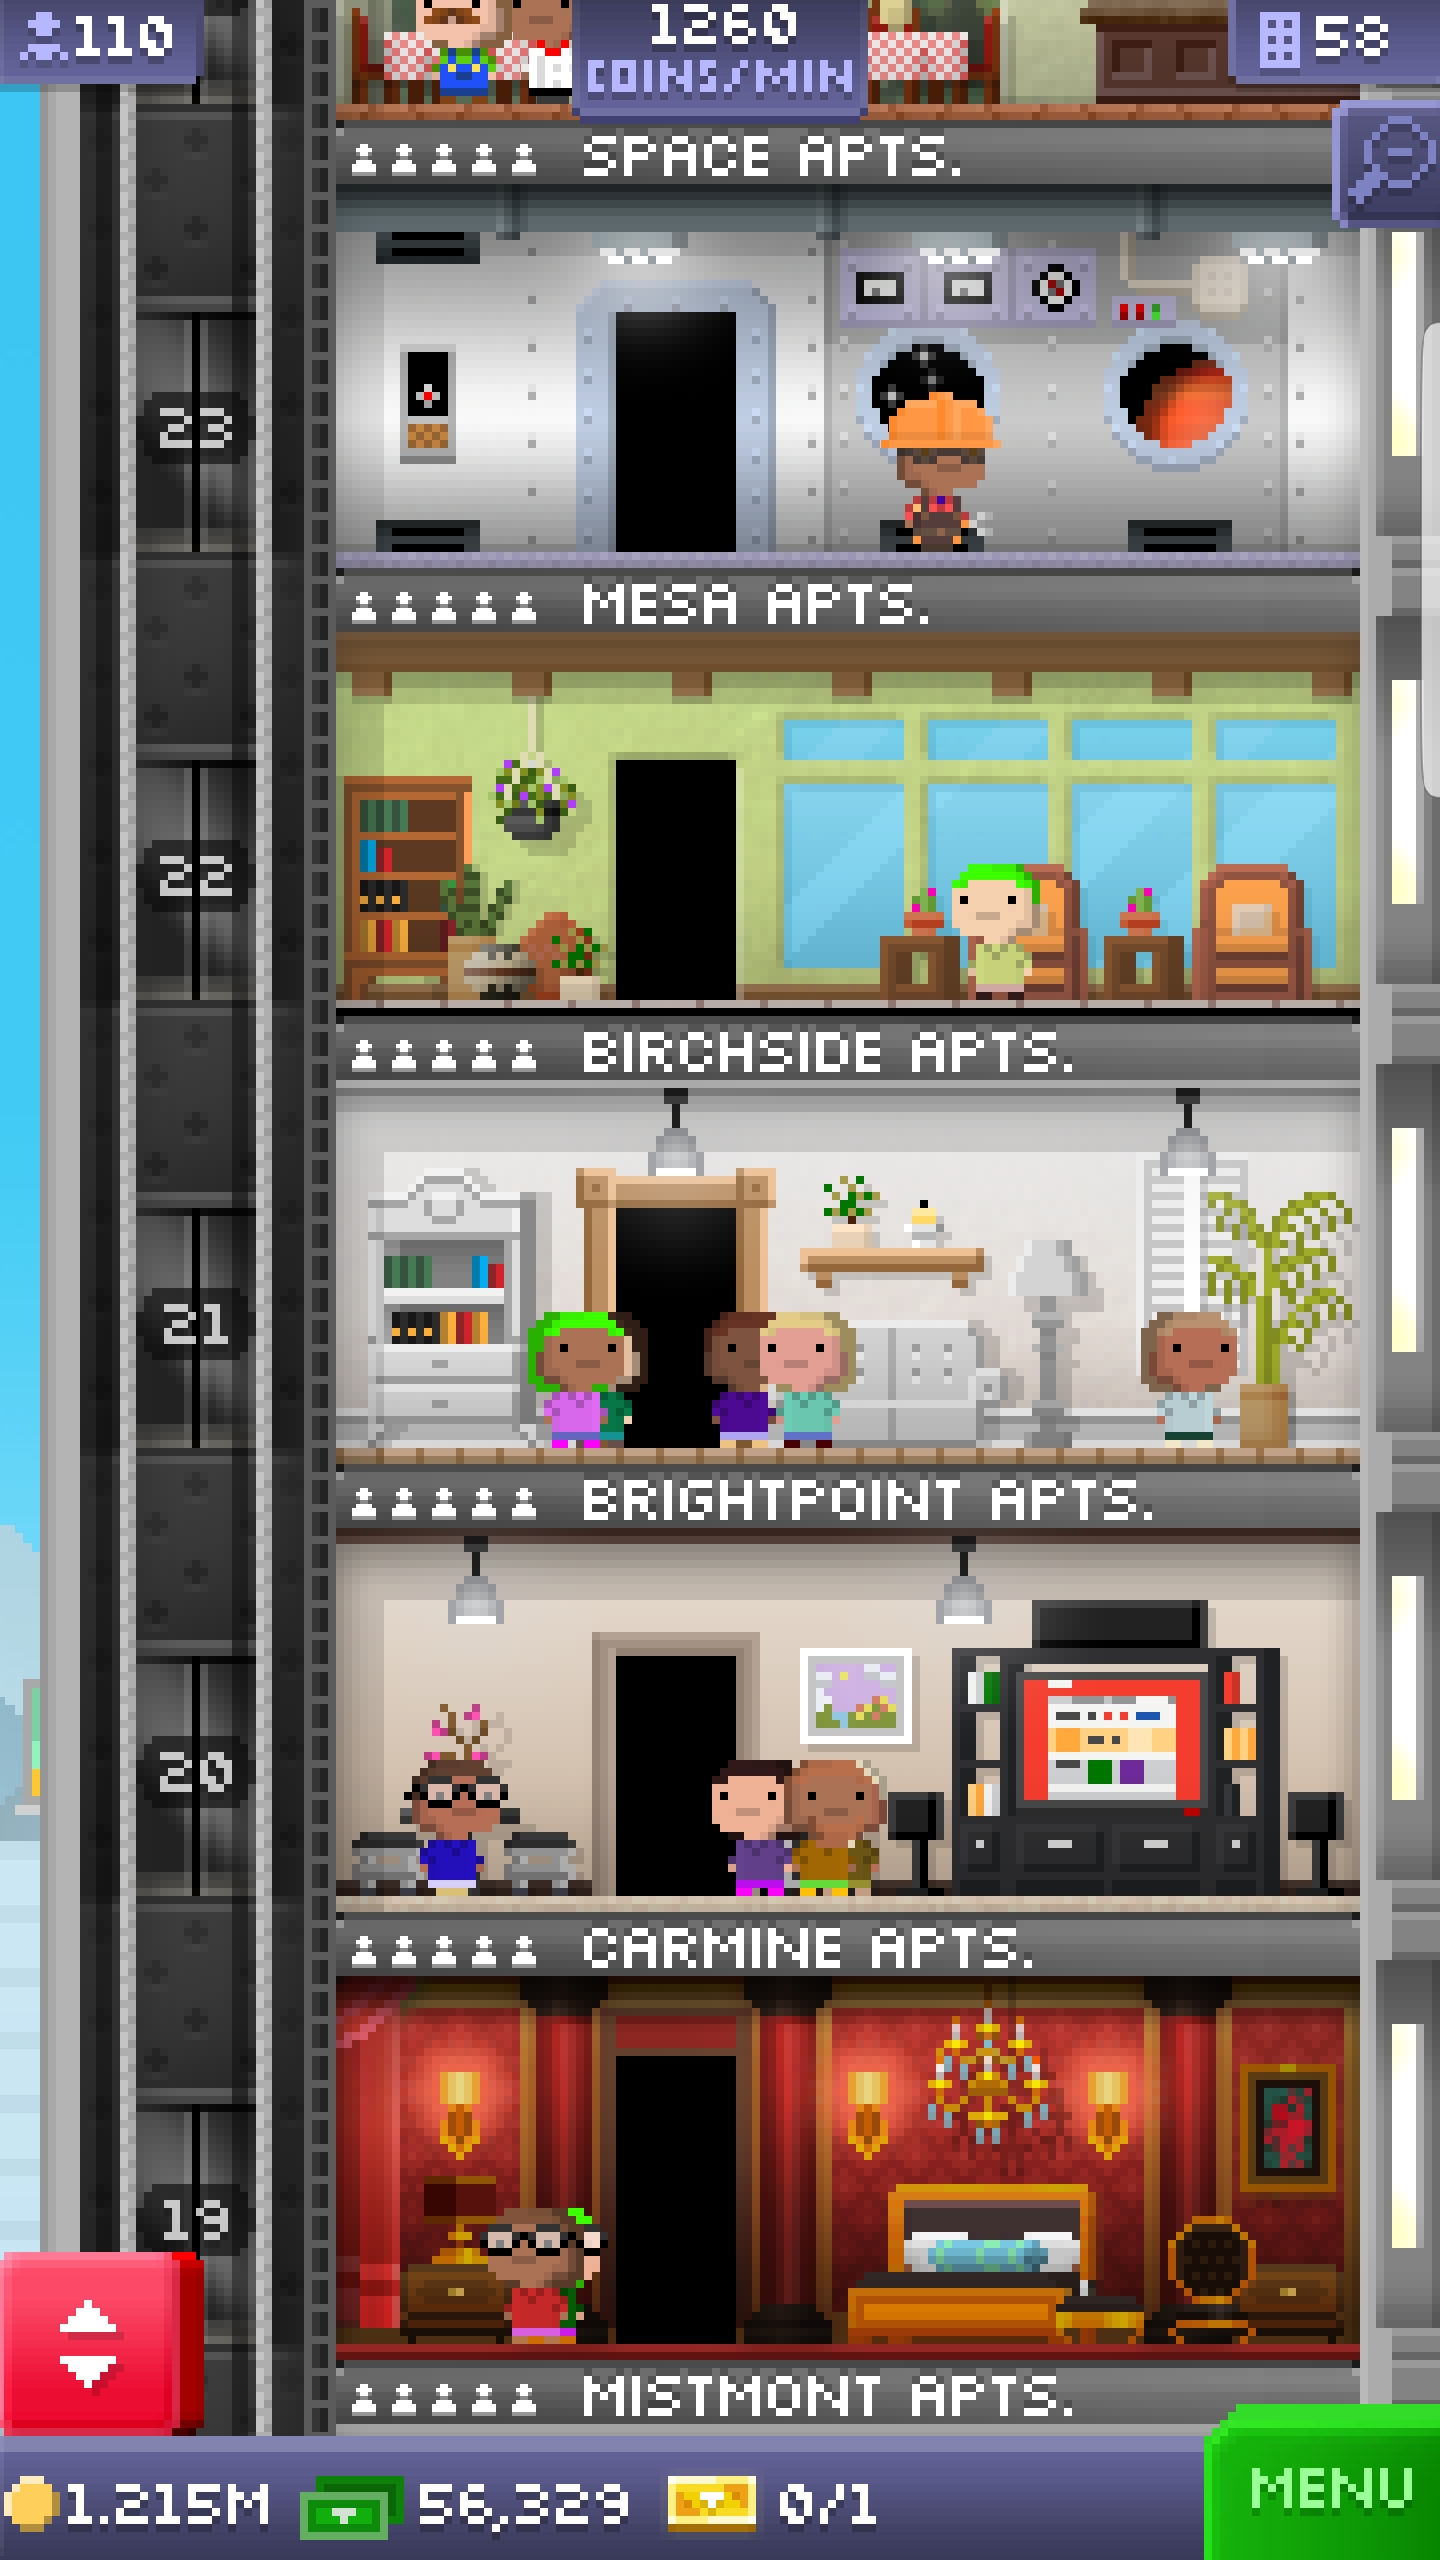 110
1260
COINS/MIN
58
SPACE APTS.
23
MESA APTS.
22
BIRCHSIDE APTS.
21
BRIGHTPOINT APTS.
20
CARMINE APTS.
19
MISTMONT APTS.
1.215M 56,329 0/1
MENU